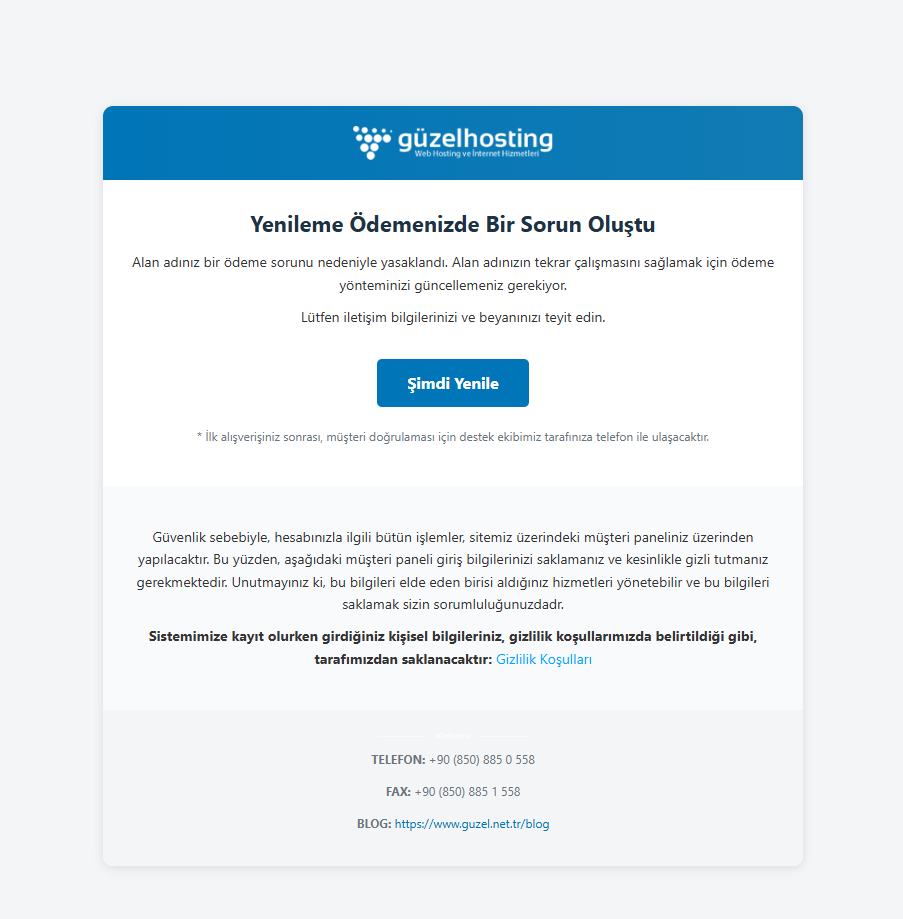 güzelhosting
Web Hosting ve İnternet Hizmetleri
Yenileme Ödemenizde Bir Sorun Oluştu
Alan adınız bir ödeme sorunu nedeniyle yasaklandı. Alan adınızın tekrar çalışmasını sağlamak için ödeme
yönteminizi güncellemeniz gerekiyor.
Lütfen iletişim bilgilerinizi ve beyanınızı teyit edin.
Şimdi Yenile
* İlk alışverişiniz sonrası, müşteri doğrulaması için destek ekibimiz tarafınıza telefon ile ulaşacaktır.
Güvenlik sebebiyle, hesabınızla ilgili bütün işlemler, sitemiz üzerindeki müşteri paneliniz üzerinden
yapılacaktır. Bu yüzden, aşağıdaki müşteri paneli giriş bilgilerinizi saklamanız ve kesinlikle gizli tutmanız
gerekmektedir. Unutmayınız ki, bu bilgileri elde eden birisi aldığınız hizmetleri yönetebilir ve bu bilgileri
saklamak sizin sorumluluğunuzdadr.
Sistemimize kayıt olurken girdiğiniz kişisel bilgileriniz, gizlilik koşullarımızda belirtildiği gibi,
tarafımızdan saklanacaktır: Gizlilik Koşulları
TELEFON: +90 (850) 885 0 558
FAX: +90 (850) 885 1 558
BLOG: https://www.guzel.net.tr/blog